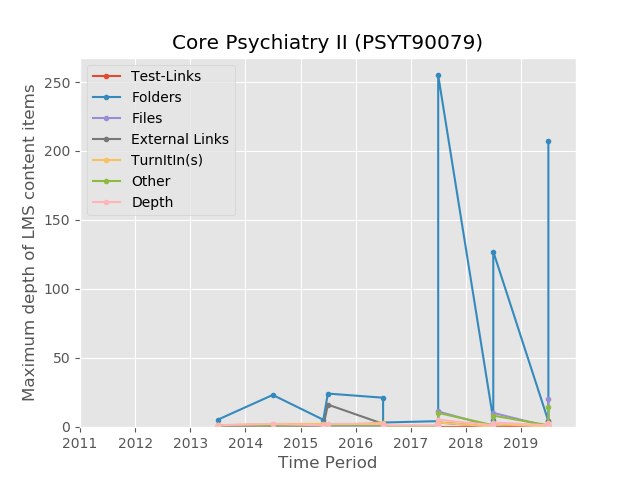 Core Psychiatry II (PSYT90079)
Maximum depth of LMS content items
250
200
150
100
50
0
Test-Links
Folders
Files
External Links
TurnItIn(s)
Other
Depth
2011 2012 2013 2014 2015 2016 2017 2018 2019
Time Period